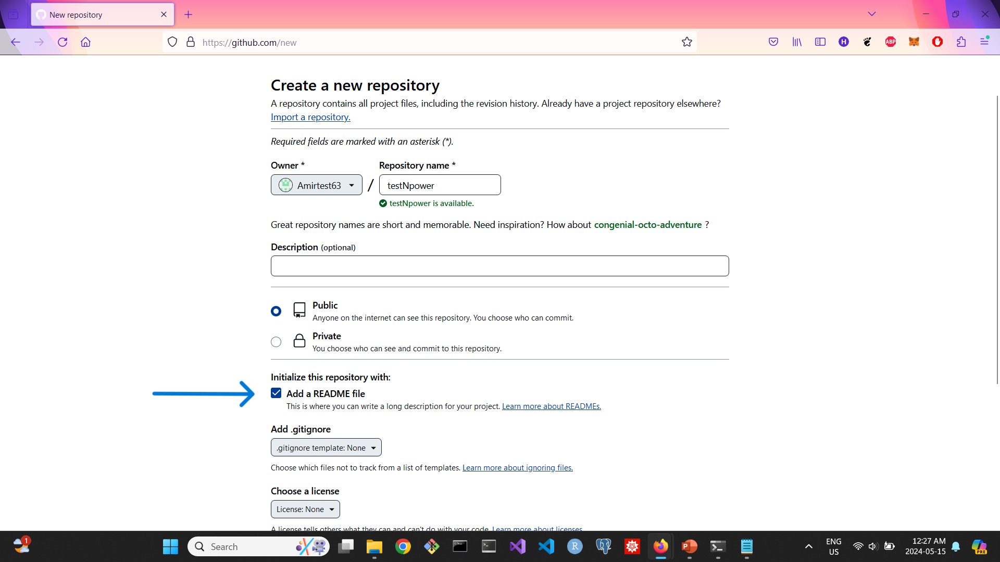 New repository
https://github.com/new
H
ABP
Create a new repository
A repository contains all project files, including the revision history. Already have a project repository elsewhere?
Import a repository.
Required fields are marked with an asterisk (*).
Owner * Repository name *
Amirtest63 / testNpower
testNpower is available.
Great repository names are short and memorable. Need inspiration? How about congenial-octo-adventure ?
Description (optional)
Public
Anyone on the internet can see this repository. You choose who can commit.
Private
You choose who can see and commit to this repository.
Initialize this repository with:
Add a README file
This is where you can write a long description for your project. Learn more about READMEs.
Add .gitignore
.gitignore template: None
Choose which files not to track from a list of templates. Learn more about ignoring files.
Choose a license
License: None
A license tells others what they can and can't do with your code. Learn more about licenses.
1
Search
R
P
ENG
US
12:27 AM
2024-05-15
PRE